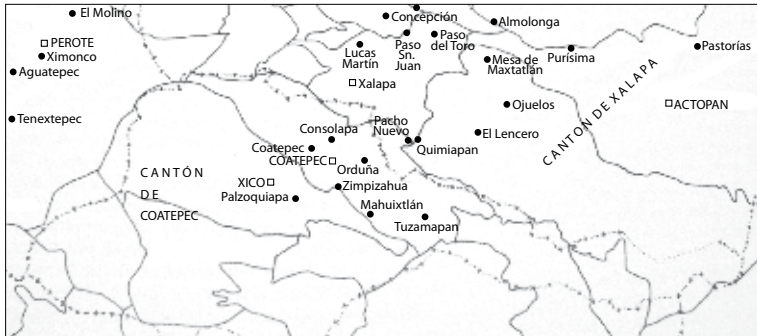 El Molino
Concepción
Almolonga
PEROTE
Ximonco
Aguatepec
Lucas
Martín
Paso
Sn.
Juan
Paso
del Toro
Mesa de
Maxtatlán
Purísima
Pastorías
Xalapa
CANTÓN DE XALAPA
ACTOPAN
Ojuelos
Tenextepec
Consolapa
Pacho
Nuevo
El Lencero
Coatepec
Quimiapan
COATEPEC
Orduña
CANTÓN
DE
COATEPEC
XICO
Zimpizahua
Palzoquiapa
Mahuixtlán
Tuzamapan